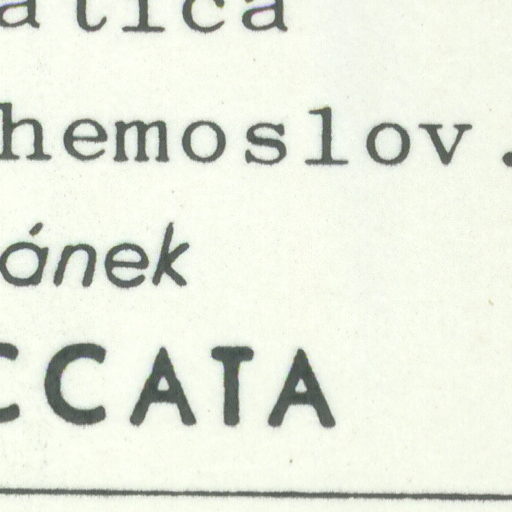 atica
hemoslov.
ánek
CCATA